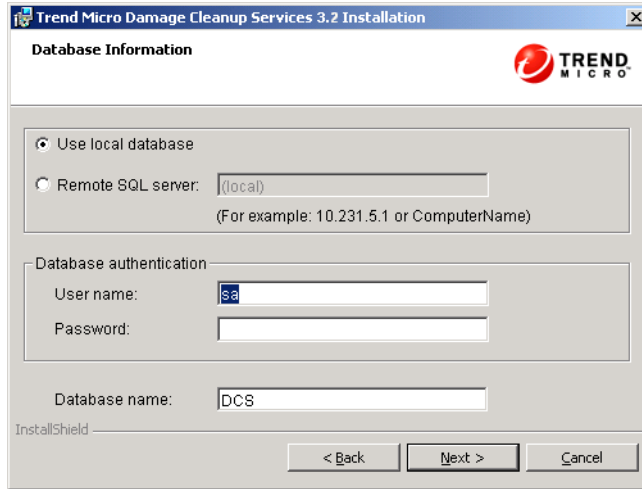 Trend Micro Damage Cleanup Services 3.2 Installation
Database Information
TREND
MICRO
Use local database
Remote SQL server: (local)
(For example: 10.231.5.1 or ComputerName)
Database authentication
User name: sa
Password:
Database name: DCS
InstallShield
< Back Next > Cancel